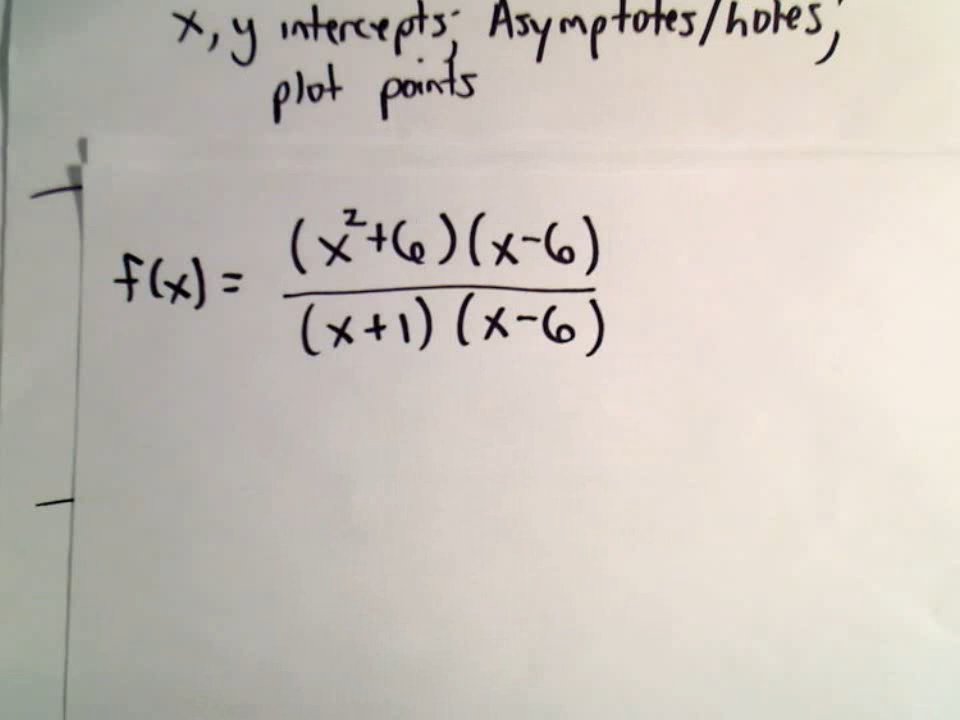 x, y intercepts; Asymptotes/holes;
plot points
f(x) = (x²+6)(x-6)
(x+1)(x-6)